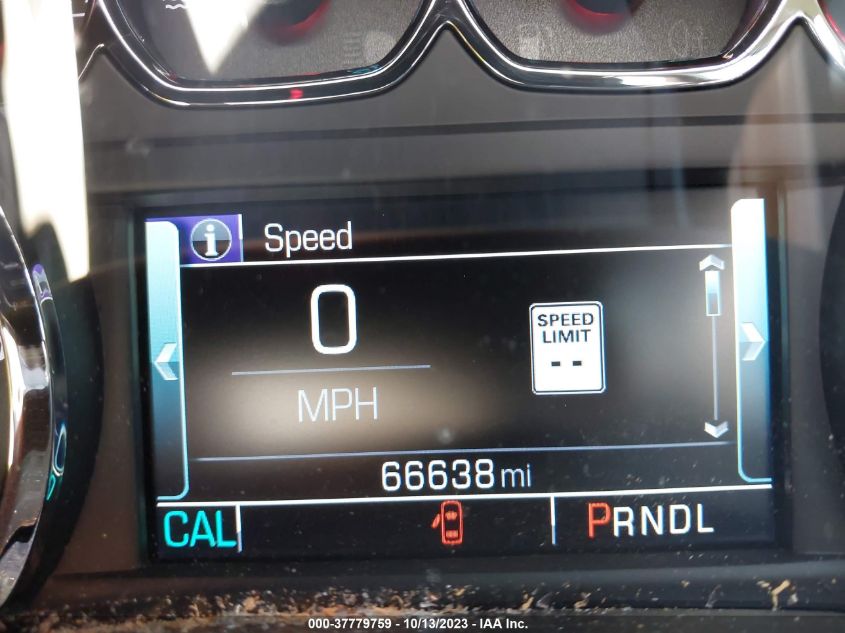 Speed
0
MPH
SPEED
LIMIT
--
66638 mi
CAL
PRNDL
000-37779759 - 10/13/2023 - IAA Inc.